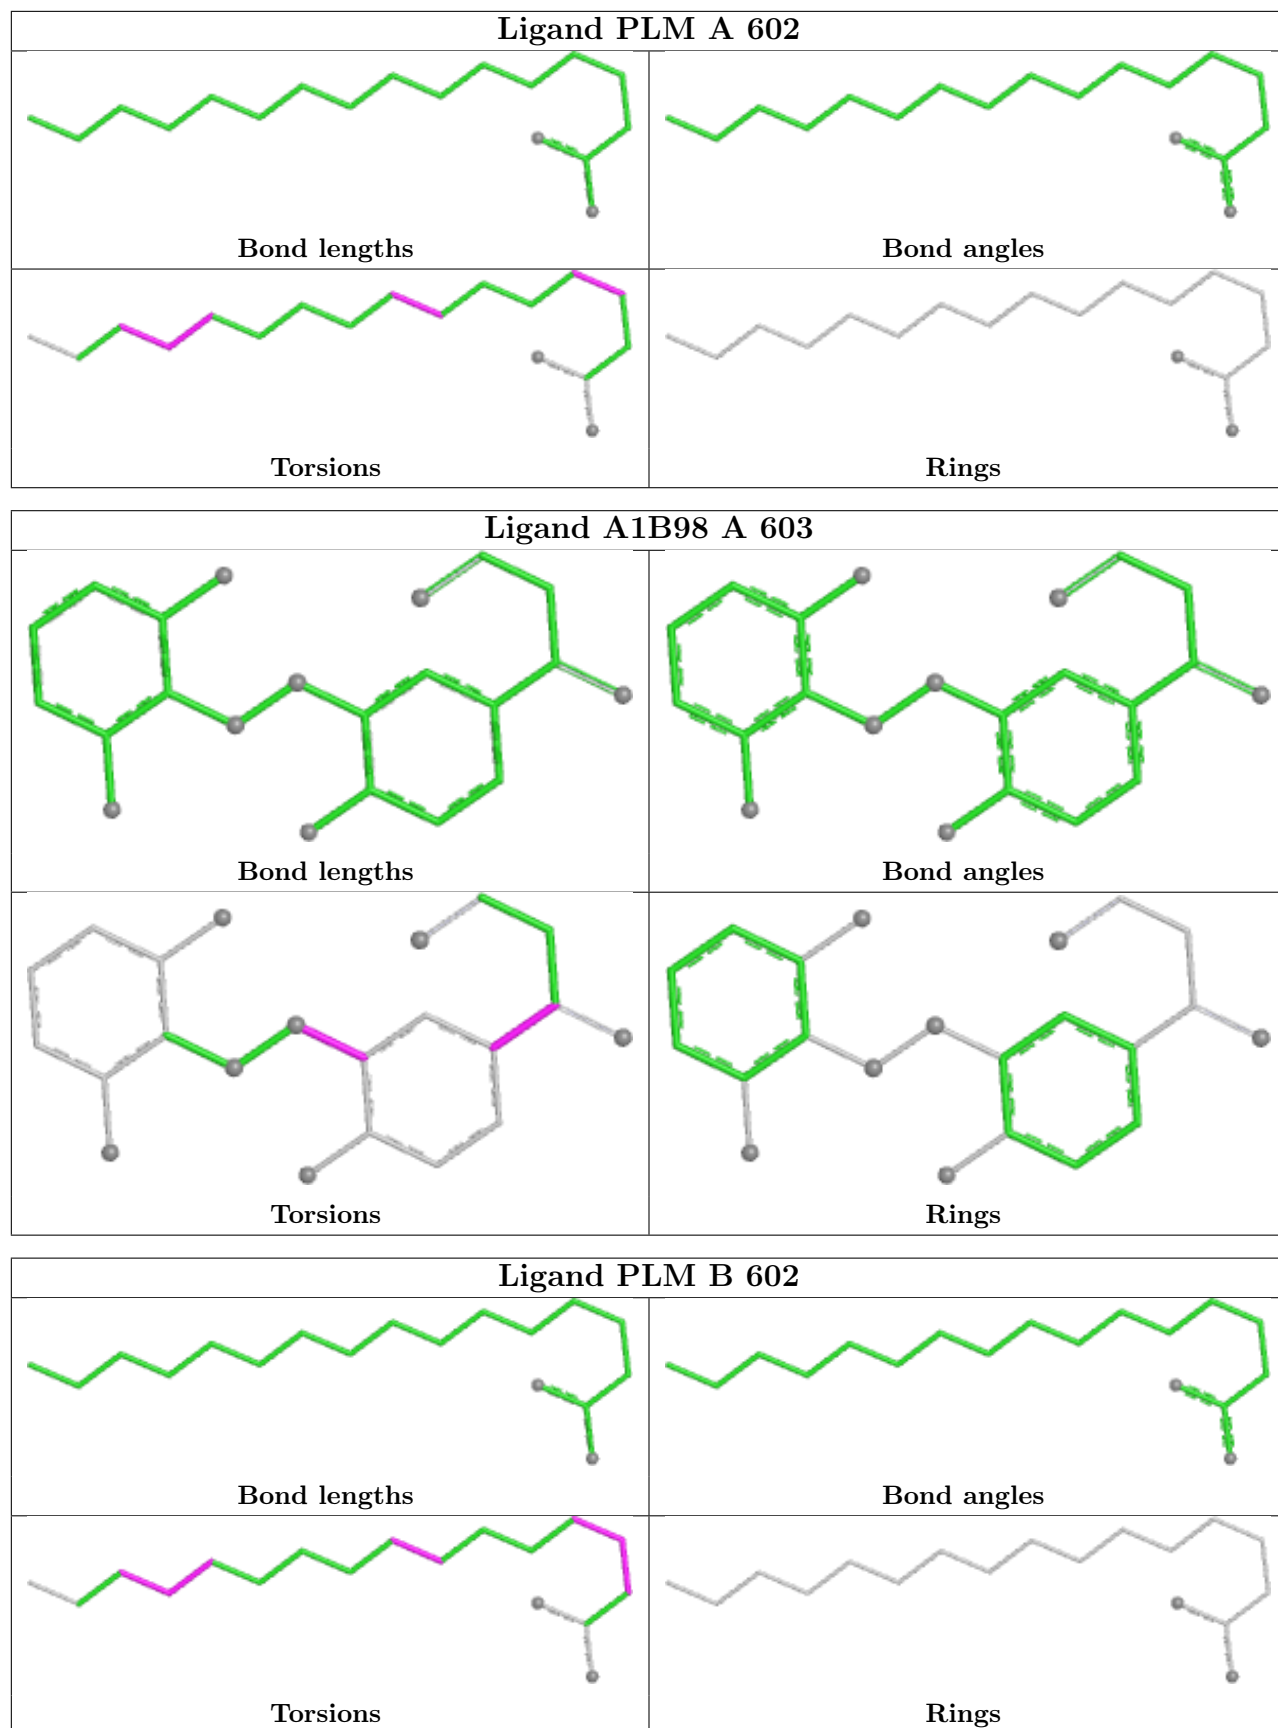 Ligand PLM A 602
Bond lengths
Bond angles
Torsions
Rings
Ligand A1B98 A 603
Bond lengths
Bond angles
Torsions
Rings
Ligand PLM B 602
Bond lengths
Bond angles
Torsions
Rings